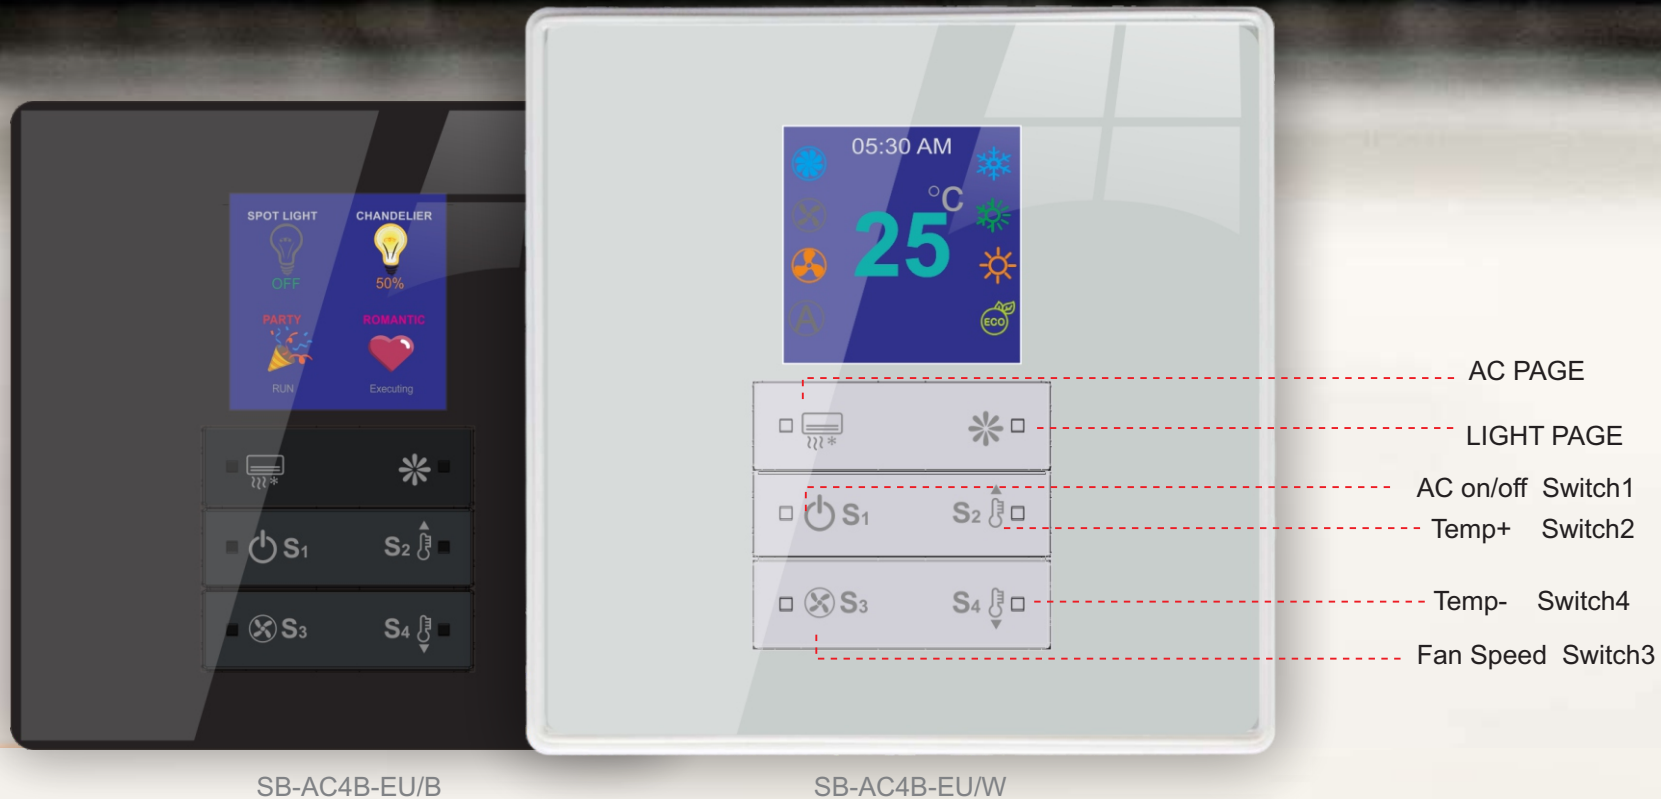 SPOT LIGHT
CHANDELIER
OFF
50%
PARTY
ROMANTIC
RUN
Executing
S1
S2
S3
S4
05:30 AM
°C
25
A
ECO
S1
S2
S3
S4
AC PAGE
LIGHT PAGE
AC on/off Switch1
Temp+ Switch2
Temp- Switch4
Fan Speed Switch3
SB-AC4B-EU/B
SB-AC4B-EU/W